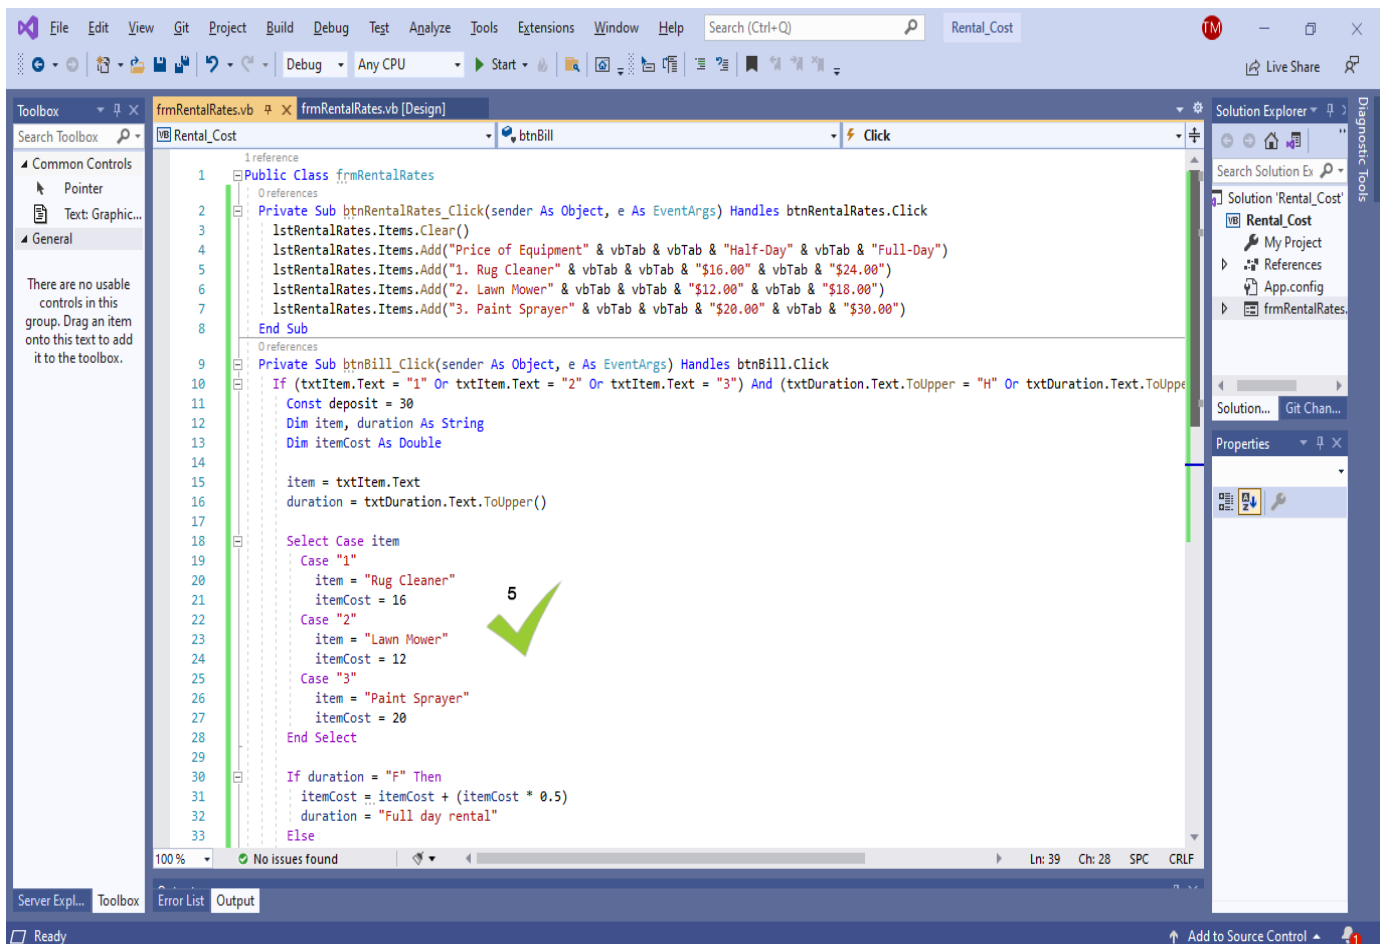 File Edit View Git Project Build Debug Test Analyze Tools Extensions Window Help Search (Ctrl+Q) Rental_Cost TM
Debug Any CPU Start Live Share
Toolbox
Search Toolbox
Common Controls
Pointer
Text: Graphic...
General
There are no usable
controls in this
group. Drag an item
onto this text to add
it to the toolbox.
Server Expl... Toolbox
frmRentalRates.vb frmRentalRates.vb [Design]
VB Rental_Cost btnBill Click
1 reference
1 Public Class frmRentalRates
0 references
2 Private Sub btnRentalRates_Click(sender As Object, e As EventArgs) Handles btnRentalRates.Click
3 lstRentalRates.Items.Clear()
4 lstRentalRates.Items.Add("Price of Equipment" & vbTab & vbTab & "Half-Day" & vbTab & "Full-Day")
5 lstRentalRates.Items.Add("1. Rug Cleaner" & vbTab & vbTab & "$16.00" & vbTab & "$24.00")
6 lstRentalRates.Items.Add("2. Lawn Mower" & vbTab & vbTab & "$12.00" & vbTab & "$18.00")
7 lstRentalRates.Items.Add("3. Paint Sprayer" & vbTab & vbTab & "$20.00" & vbTab & "$30.00")
8 End Sub
0 references
9 Private Sub btnBill_Click(sender As Object, e As EventArgs) Handles btnBill.Click
10 If (txtItem.Text = "1" Or txtItem.Text = "2" Or txtItem.Text = "3") And (txtDuration.Text.ToUpper = "H" Or txtDuration.Text.ToUppe
11 Const deposit = 30
12 Dim item, duration As String
13 Dim itemCost As Double
14
15 item = txtItem.Text
16 duration = txtDuration.Text.ToUpper()
17
18 Select Case item
19 Case "1"
20 item = "Rug Cleaner"
21 itemCost = 16
22 Case "2"
23 item = "Lawn Mower"
24 itemCost = 12
25 Case "3"
26 item = "Paint Sprayer"
27 itemCost = 20
28 End Select
29
30 If duration = "F" Then
31 itemCost = itemCost + (itemCost * 0.5)
32 duration = "Full day rental"
33 Else
5
100 % No issues found Ln: 39 Ch: 28 SPC CRLF
Error List Output
Solution Explorer
Search Solution Ex
Solution 'Rental_Cost'
VB Rental_Cost
My Project
References
App.config
frmRentalRates.
Solution... Git Chan...
Properties
Diagnostic Tools
Ready Add to Source Control 1